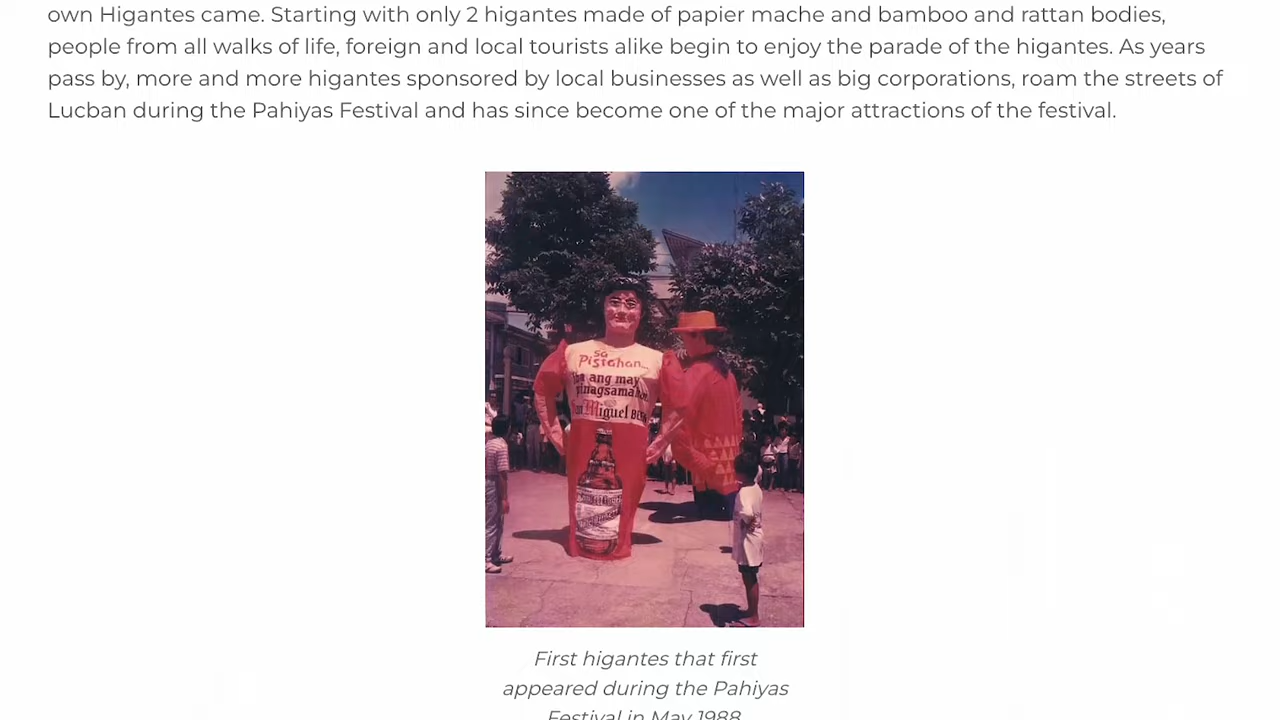 own Higantes came. Starting with only 2 higantes made of papier mache and bamboo and rattan bodies,
people from all walks of life, foreign and local tourists alike begin to enjoy the parade of the higantes. As years
pass by, more and more higantes sponsored by local businesses as well as big corporations, roam the streets of
Lucban during the Pahiyas Festival and has since become one of the major attractions of the festival.
sa
Pistahan
ang may
Miguel
First higantes that first
appeared during the Pahiyas
Festival in May 1988